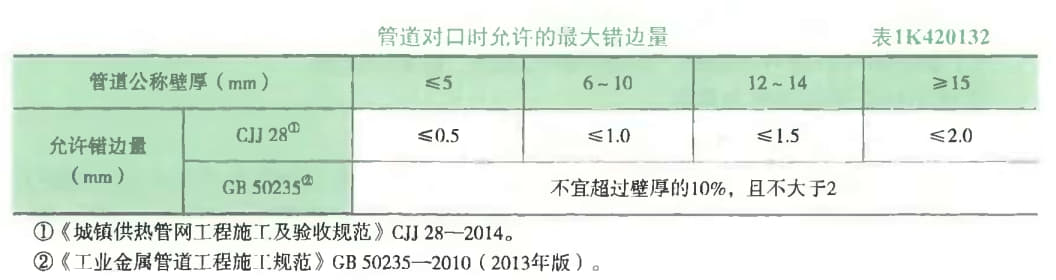 管道对口时允许的最大错边量 表1K420132
管道公称壁厚（mm） ≤5 6～10 12～14 ≥15
允许错边量（mm） CJJ 28① ≤0.5 ≤1.0 ≤1.5 ≤2.0
GB 50235② 不宜超过壁厚的10%，且不大于2
①《城镇供热管网工程施工及验收规范》CJJ 28—2014。
②《工业金属管道工程施工规范》GB 50235—2010（2013年版）。